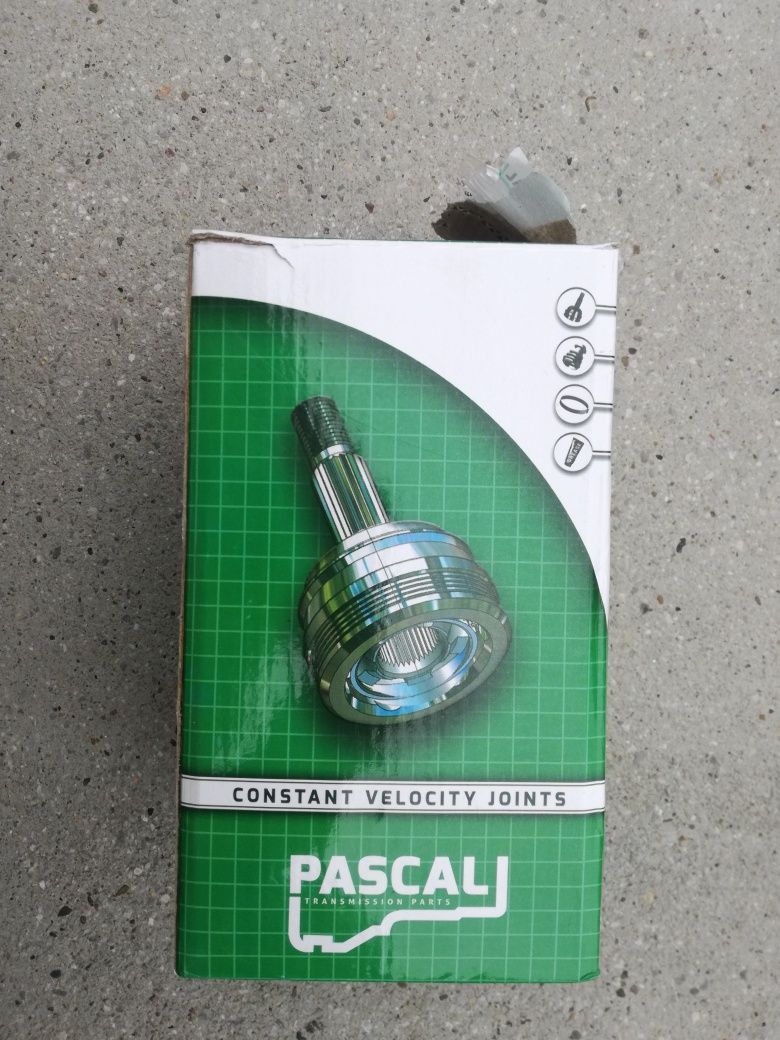 CONSTANT VELOCITY JOINTS
PASCAL
TRANSMISSION PARTS